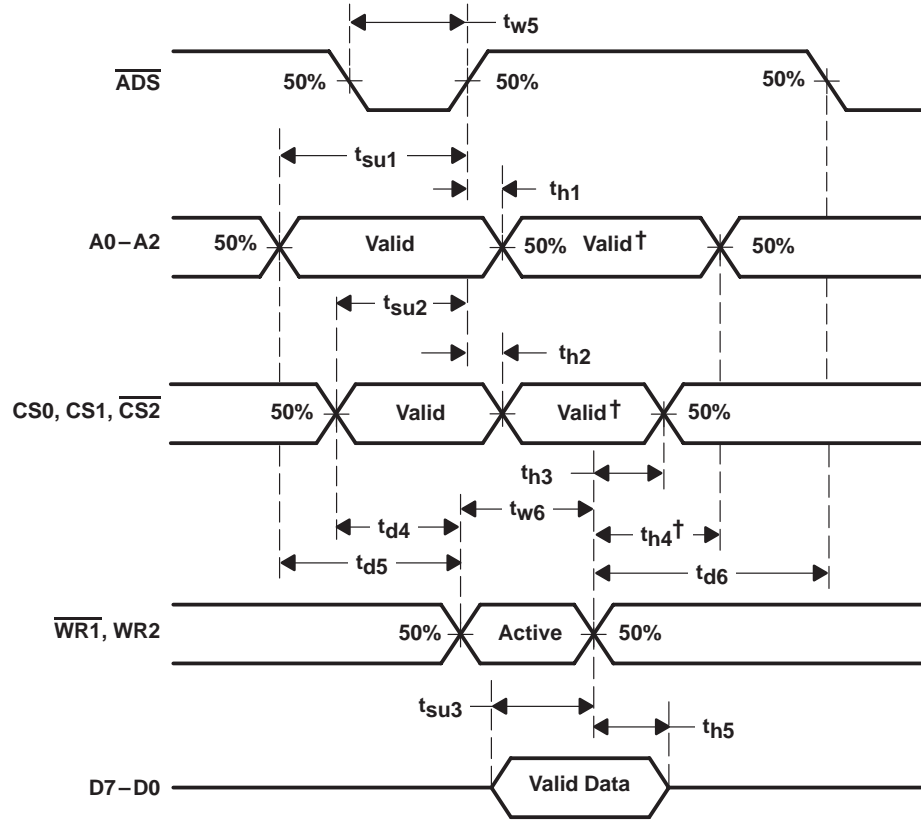 tw5
ADS 50% 50% 50%
tsu1
th1
A0–A2 50% Valid 50% Valid† 50%
tsu2
th2
CS0, CS1, CS2 50% Valid Valid† 50%
th3
tw6
td4 th4†
td5 td6
WR1, WR2 50% Active 50%
tsu3
th5
D7–D0 Valid Data